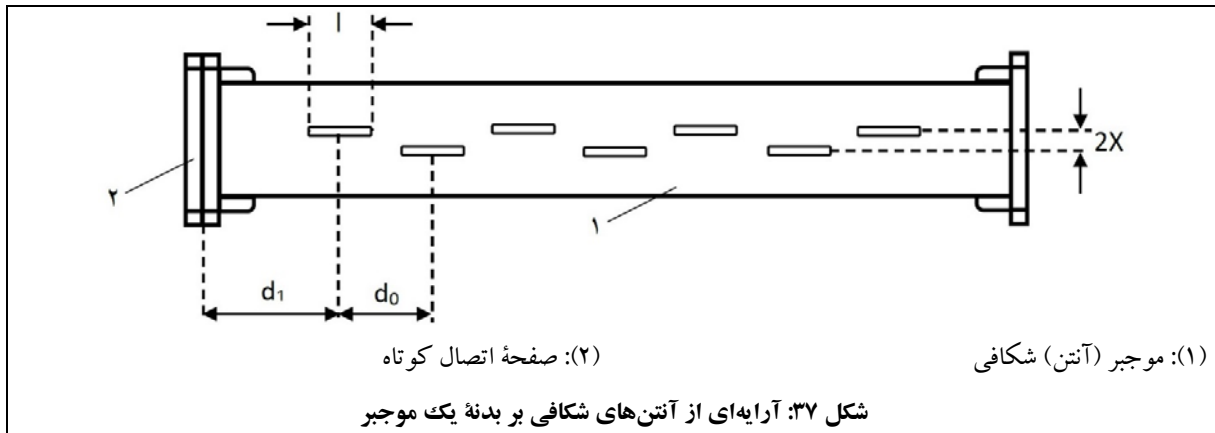 l
2X
۲
۱
d₁
d₀
(۱): موجبر (آنتن) شکافی
(۲): صفحهٔ اتصال کوتاه
شکل ۳۷: آرایه‌ای از آنتن‌های شکافی بر بدنهٔ یک موجبر